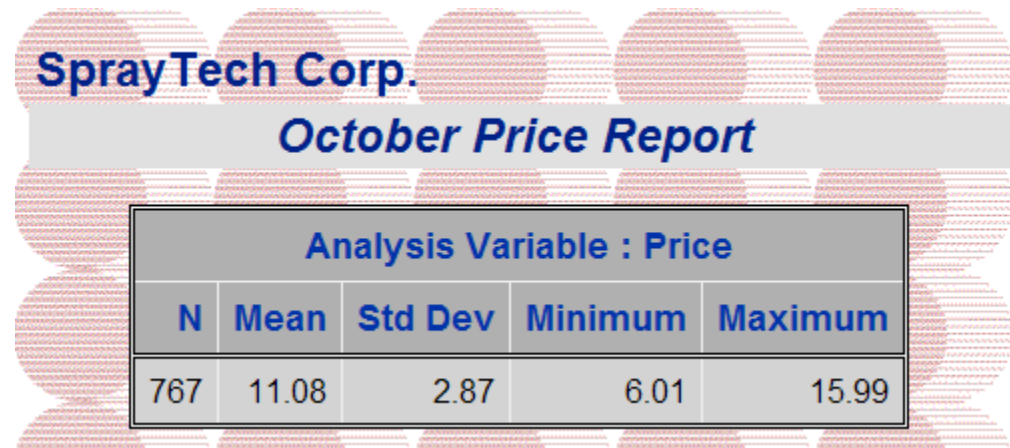 SprayTech Corp.
October Price Report
Analysis Variable : Price
N Mean Std Dev Minimum Maximum
767 11.08 2.87 6.01 15.99